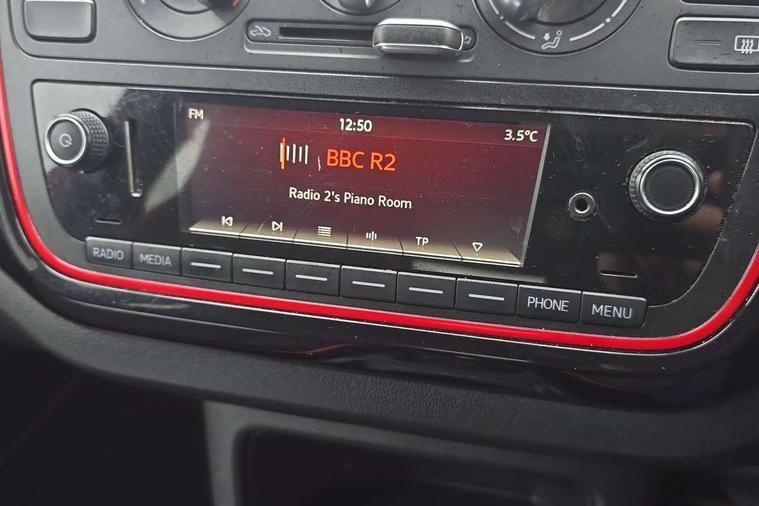 FM
12:50
3.5°C
BBC R2
Radio 2's Piano Room
TP
RADIO
MEDIA
PHONE
MENU